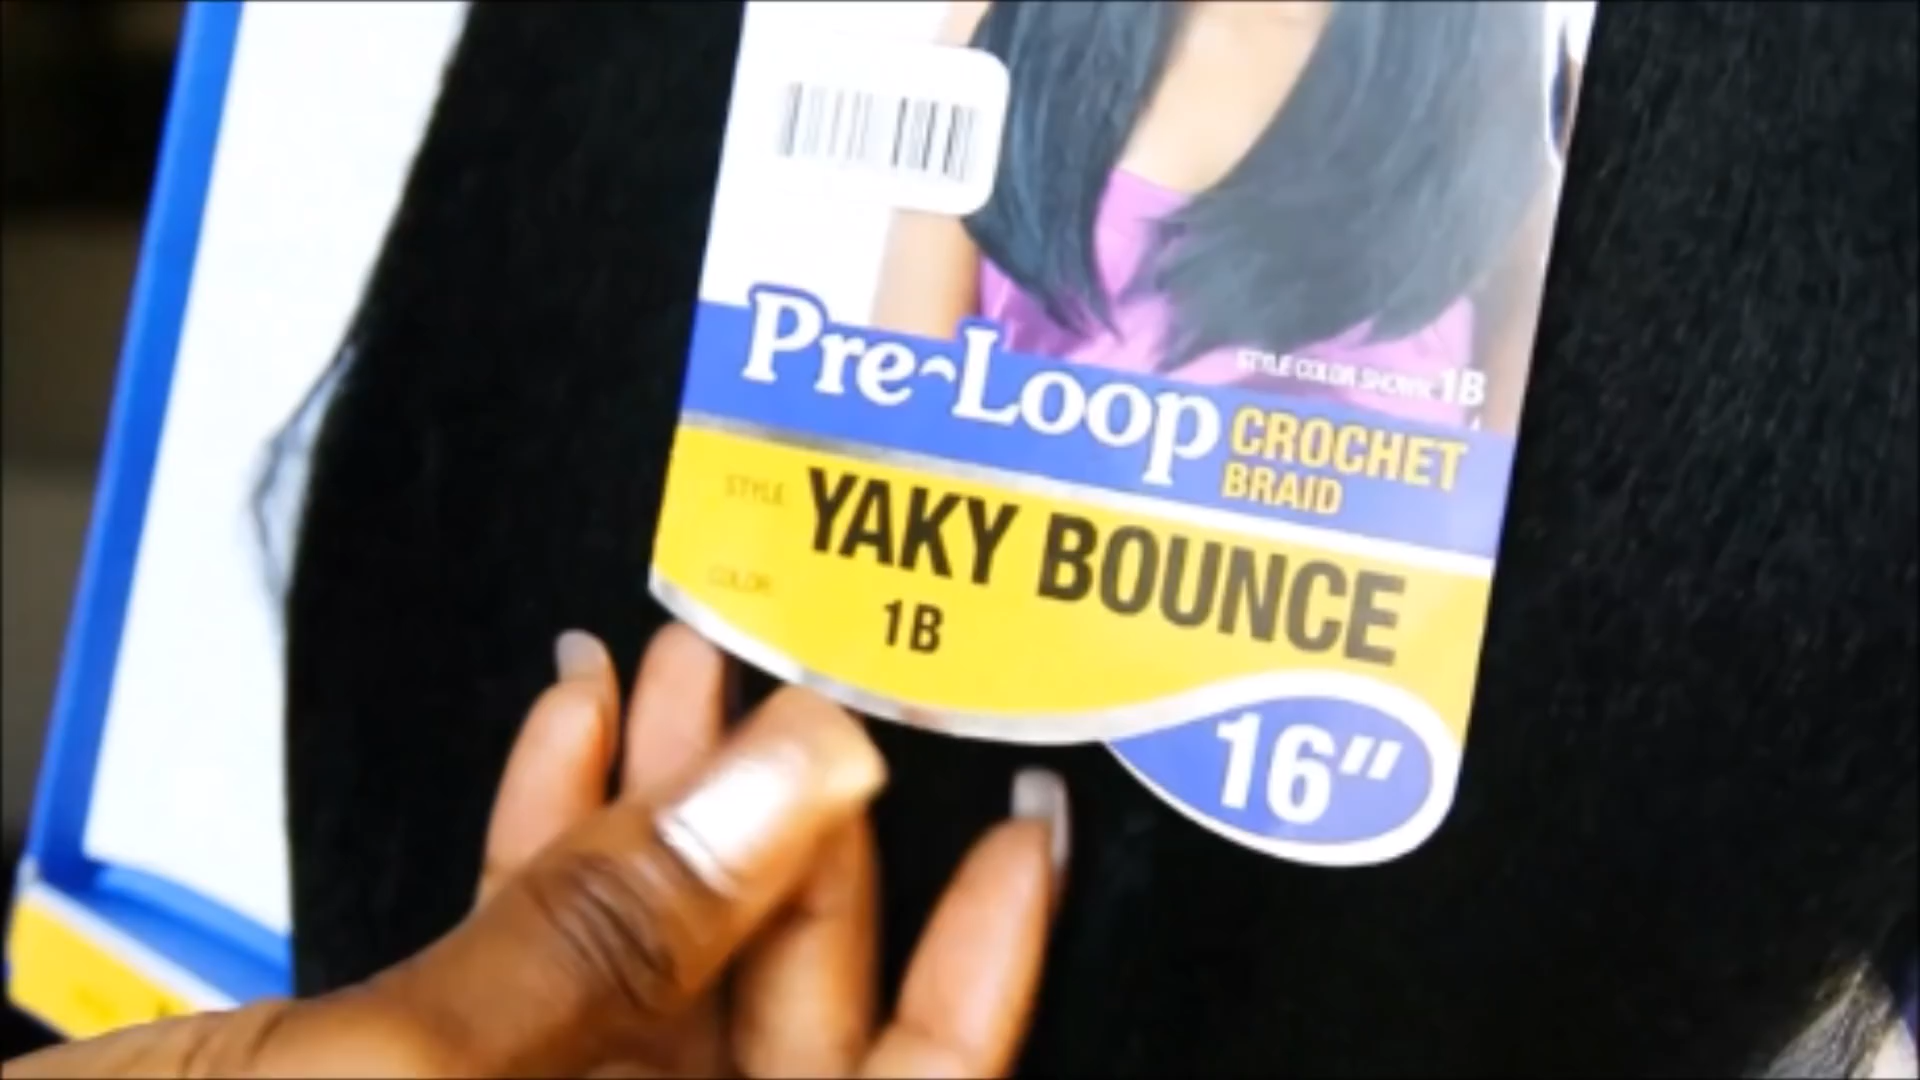 STYLE COLOR SHOWN: 1B
Pre-Loop CROCHET
BRAID
STYLE: YAKY BOUNCE
COLOR: 1B
16"